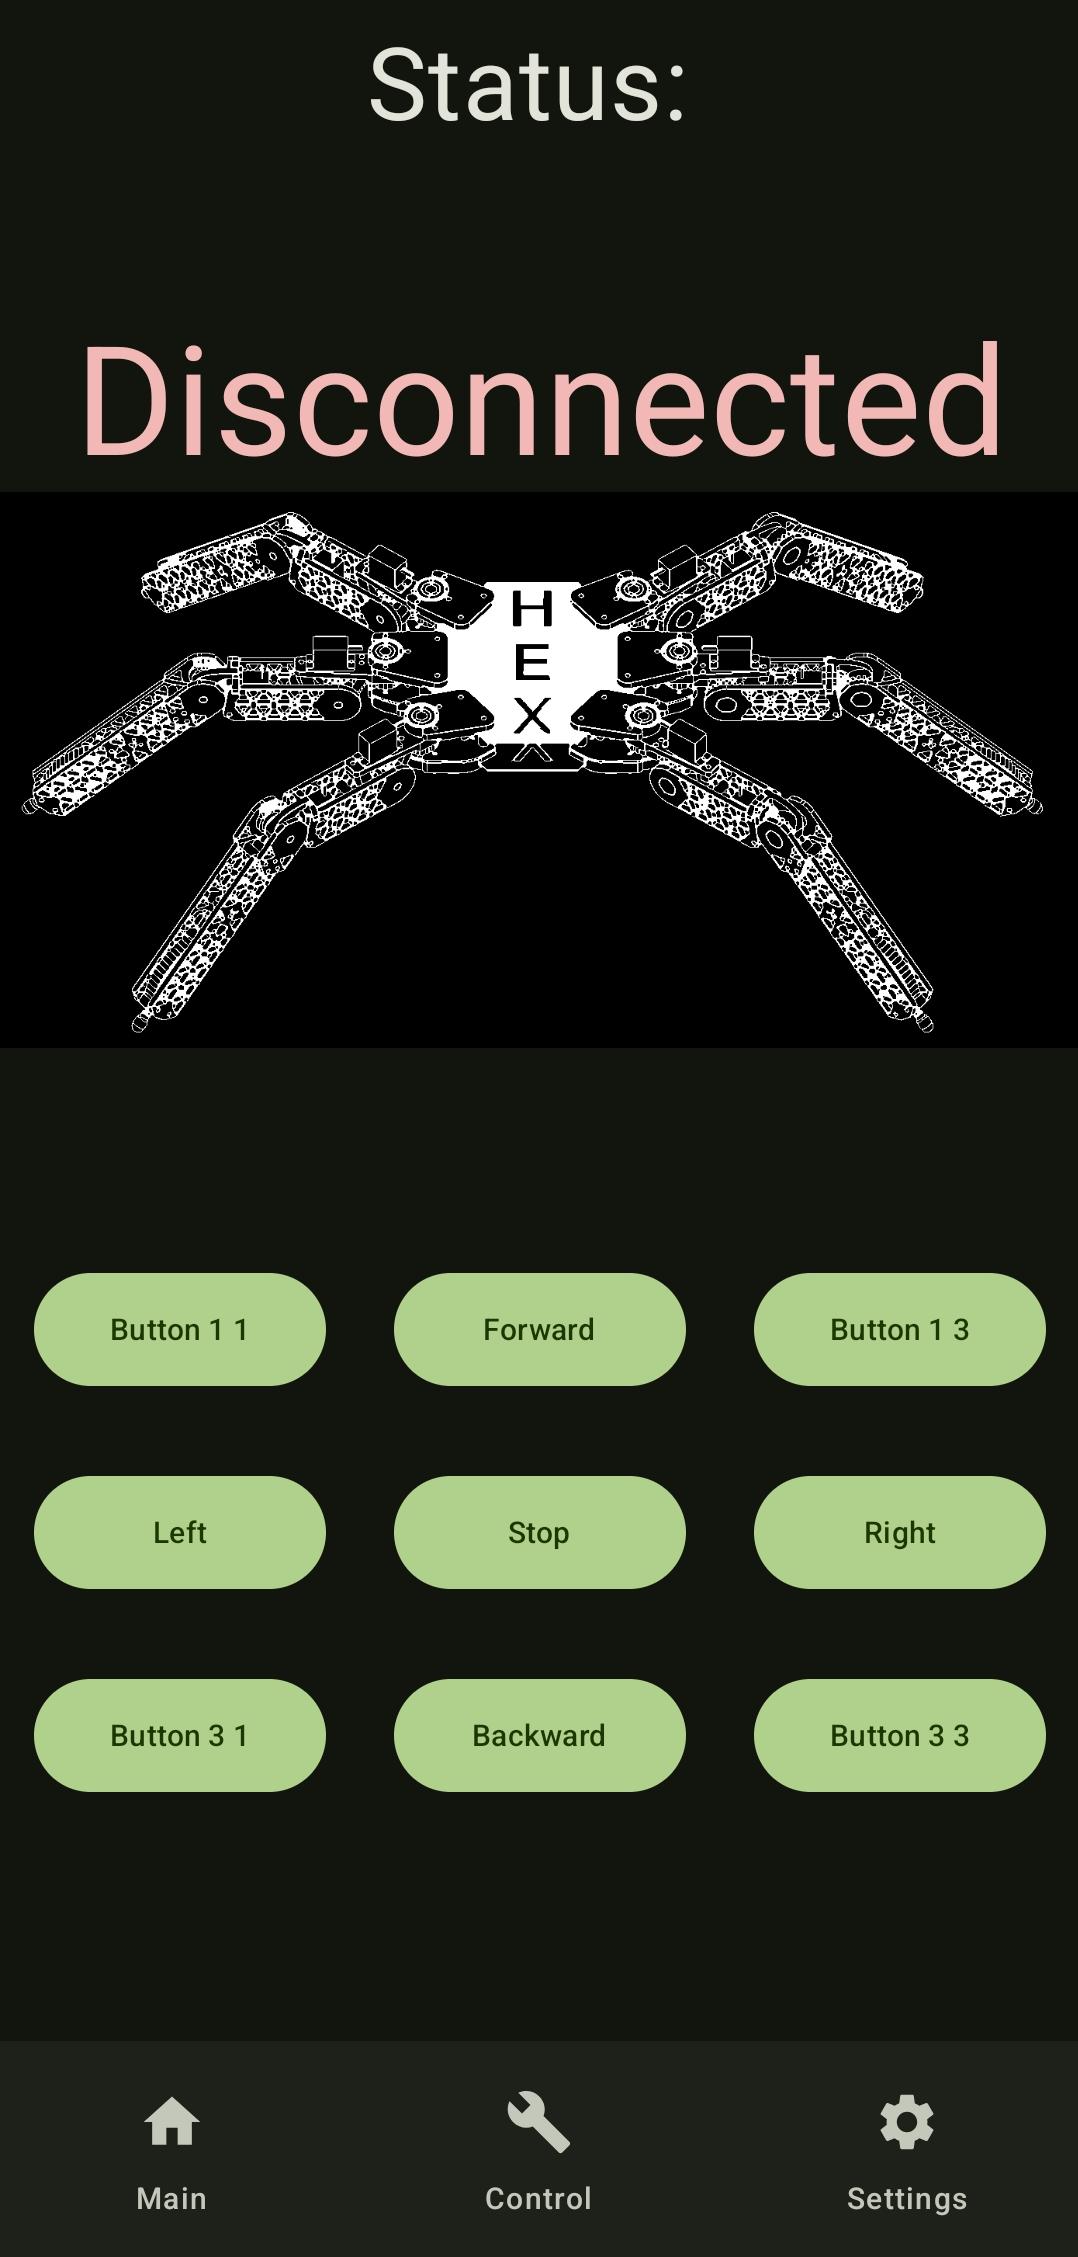 Status:
Disconnected
H
E
X
Button 1 1
Forward
Button 1 3
Left
Stop
Right
Button 3 1
Backward
Button 3 3
Main
Control
Settings